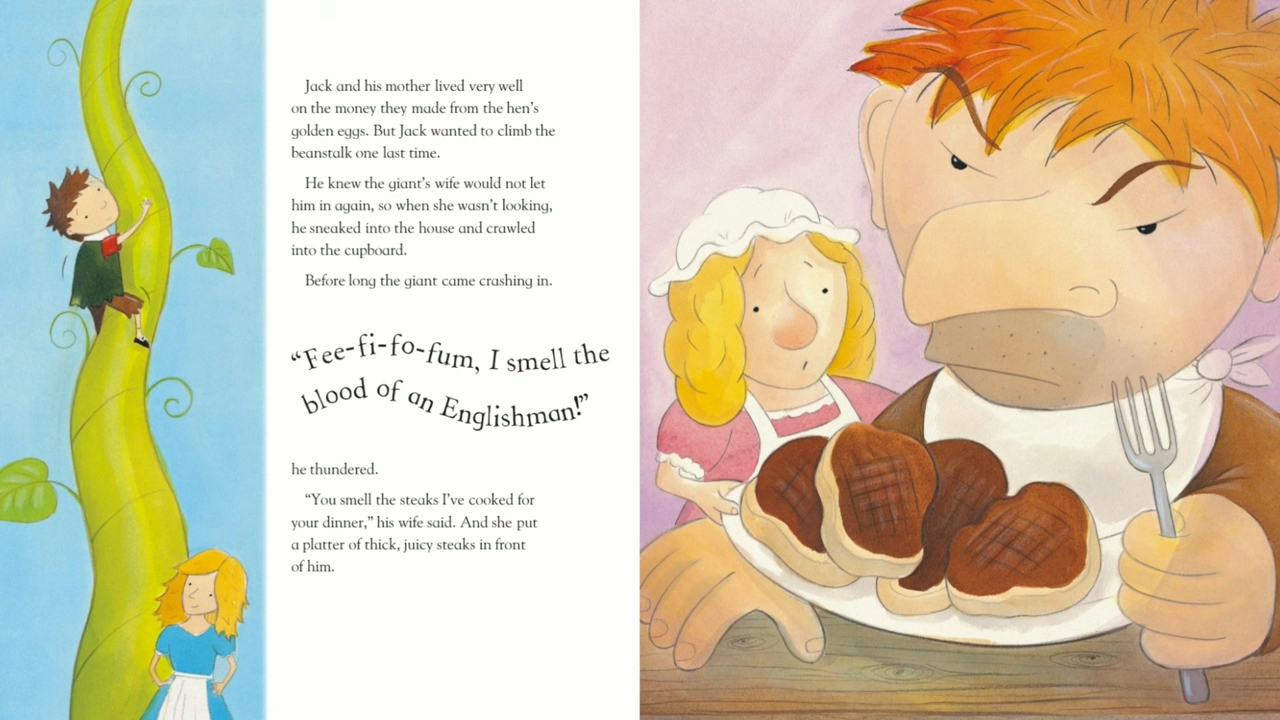 Jack and his mother lived very well
on the money they made from the hen’s
golden eggs. But Jack wanted to climb the
beanstalk one last time.
He knew the giant’s wife would not let
him in again, so when she wasn’t looking,
he sneaked into the house and crawled
into the cupboard.
Before long the giant came crashing in.
“Fee-fi-fo-fum, I smell the
blood of an Englishman!”
he thundered.
“You smell the steaks I’ve cooked for
your dinner,” his wife said. And she put
a platter of thick, juicy steaks in front
of him.